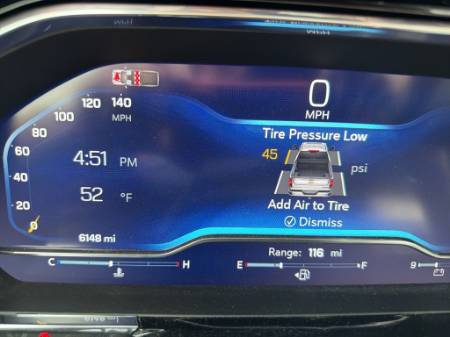 0
MPH
Tire Pressure Low
45
psi
Add Air to Tire
Dismiss
140
120
100
80
60
40
20
0
MPH
4:51 PM
52 °F
6148 mi
C H
Range: 116 mi
E F
9